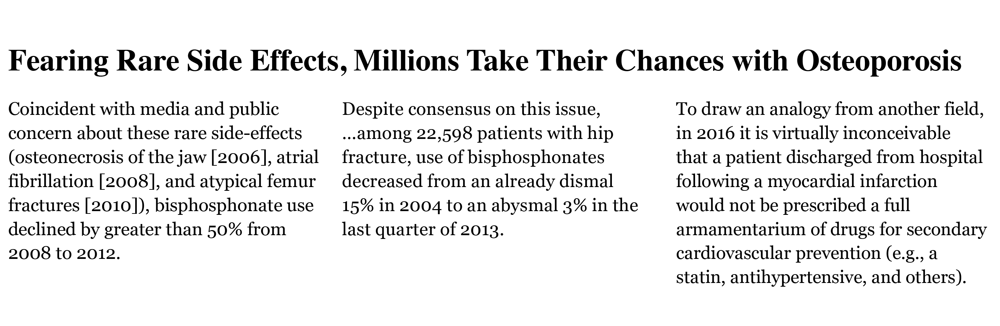 Fearing Rare Side Effects, Millions Take Their Chances with Osteoporosis
Coincident with media and public
concern about these rare side-effects
(osteonecrosis of the jaw [2006], atrial
fibrillation [2008], and atypical femur
fractures [2010]), bisphosphonate use
declined by greater than 50% from
2008 to 2012.
Despite consensus on this issue,
...among 22,598 patients with hip
fracture, use of bisphosphonates
decreased from an already dismal
15% in 2004 to an abysmal 3% in the
last quarter of 2013.
To draw an analogy from another field,
in 2016 it is virtually inconceivable
that a patient discharged from hospital
following a myocardial infarction
would not be prescribed a full
armamentarium of drugs for secondary
cardiovascular prevention (e.g., a
statin, antihypertensive, and others).